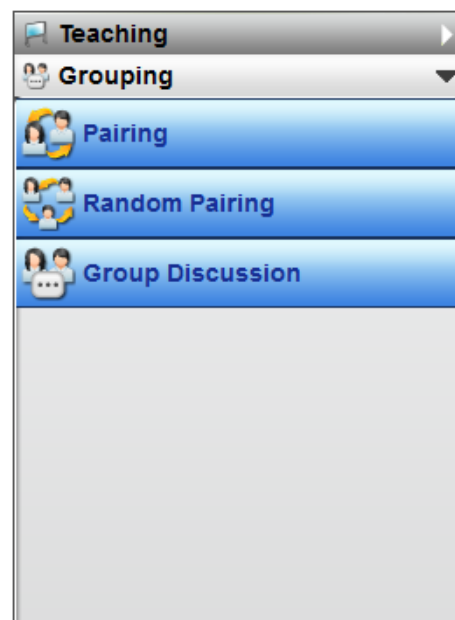 Teaching
Grouping
Pairing
Random Pairing
Group Discussion